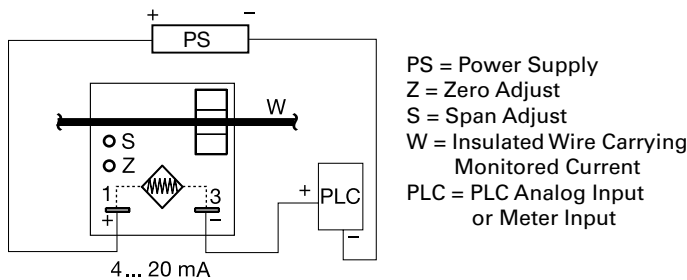 + −
PS
W
S
Z
1 3
+ −
4 ... 20 mA
+ PLC
−
PS = Power Supply
Z = Zero Adjust
S = Span Adjust
W = Insulated Wire Carrying
Monitored Current
PLC = PLC Analog Input
or Meter Input